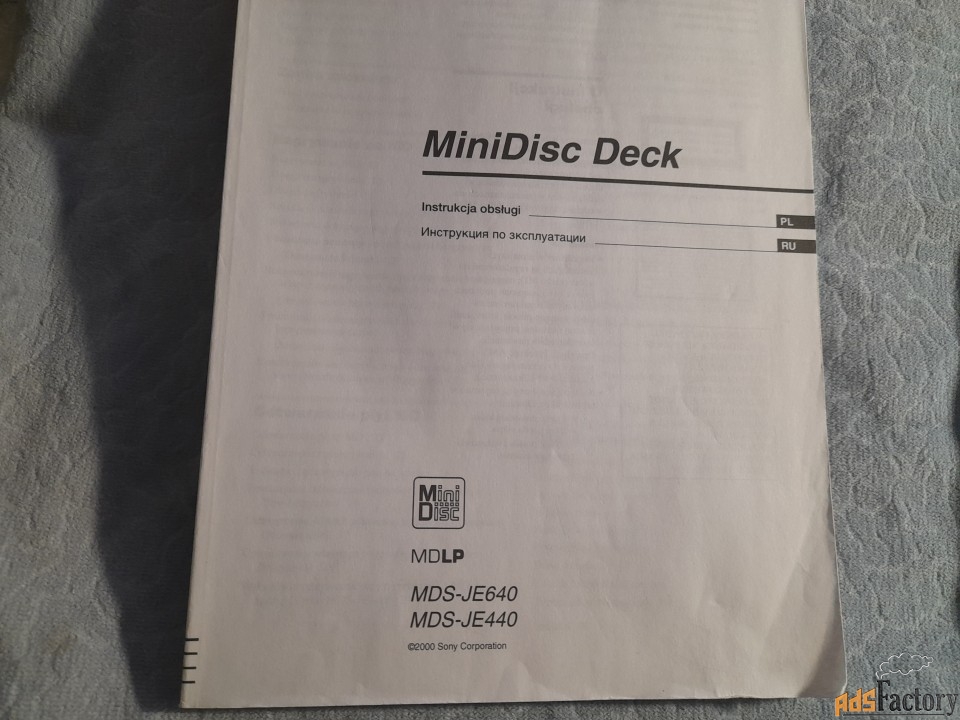 MiniDisc Deck
Instrukcja obsługi PL
Инструкция по эксплуатации RU
Mini
Disc
MDLP
MDS-JE640
MDS-JE440
©2000 Sony Corporation
AdsFactory